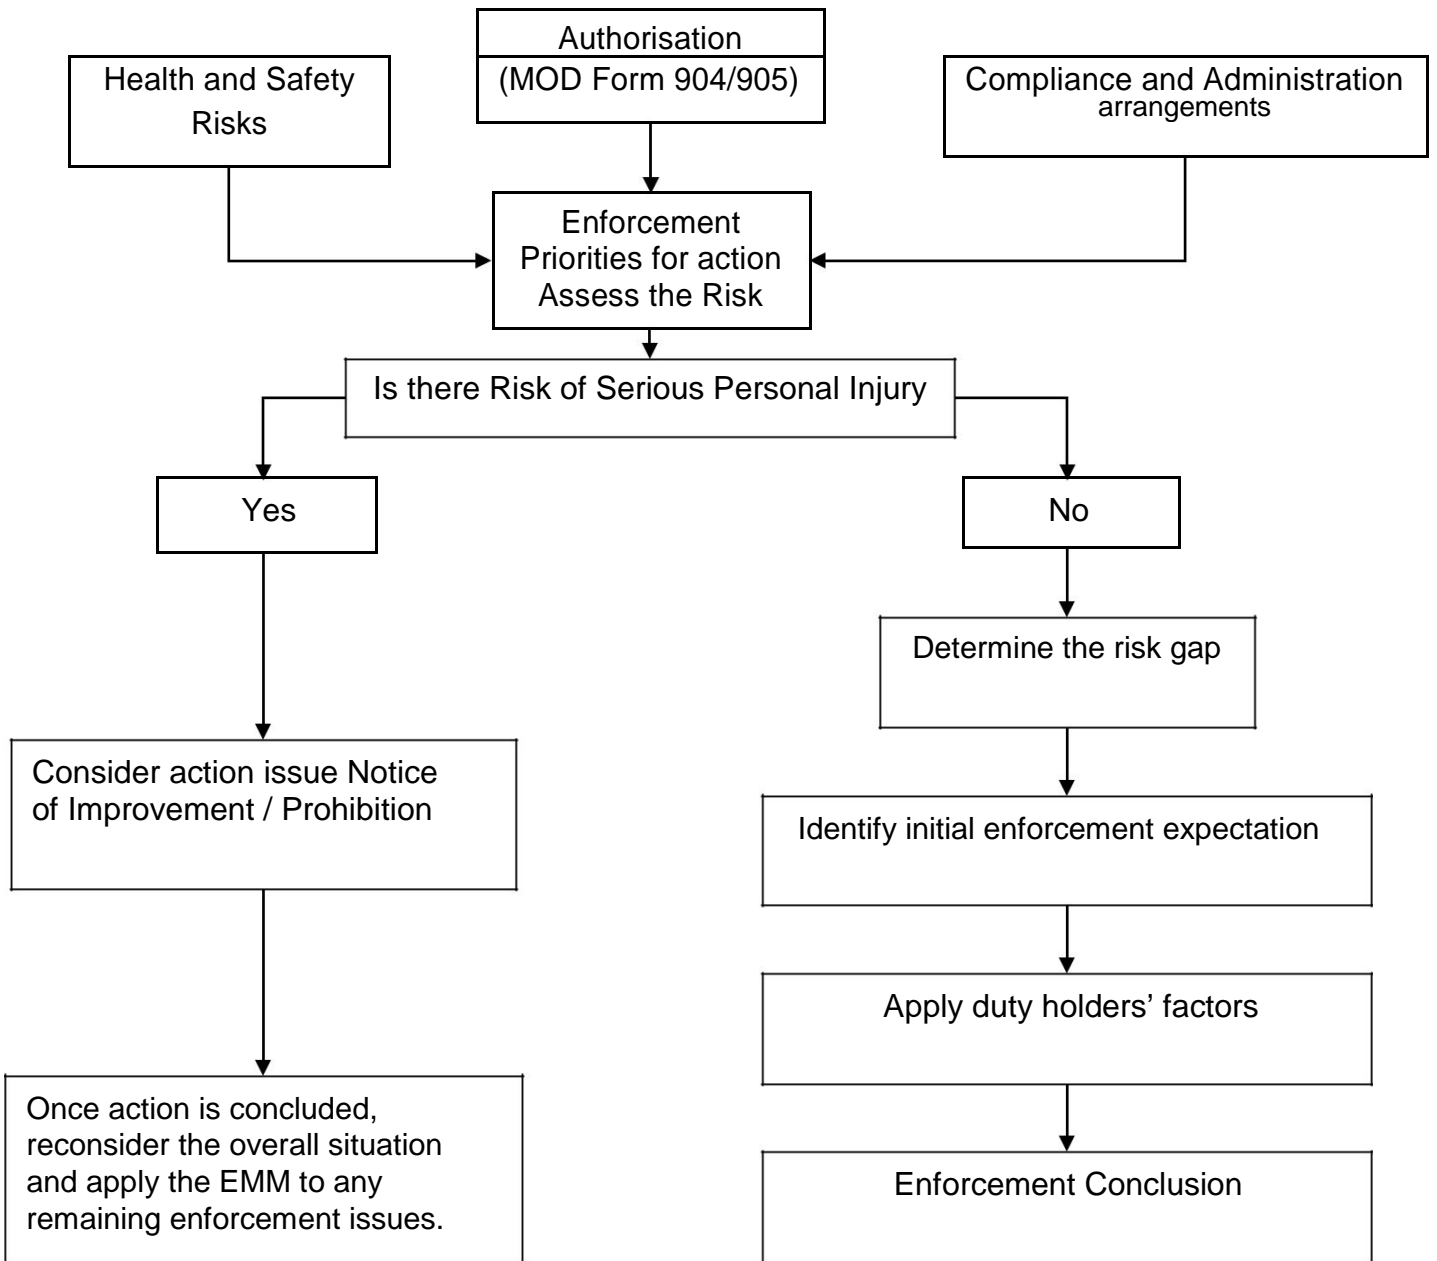 Authorisation
(MOD Form 904/905)
Health and Safety
Risks
Compliance and Administration
arrangements
Enforcement
Priorities for action
Assess the Risk
Is there Risk of Serious Personal Injury
Yes
No
Determine the risk gap
Consider action issue Notice
of Improvement / Prohibition
Identify initial enforcement expectation
Apply duty holders’ factors
Once action is concluded,
reconsider the overall situation
and apply the EMM to any
remaining enforcement issues.
Enforcement Conclusion